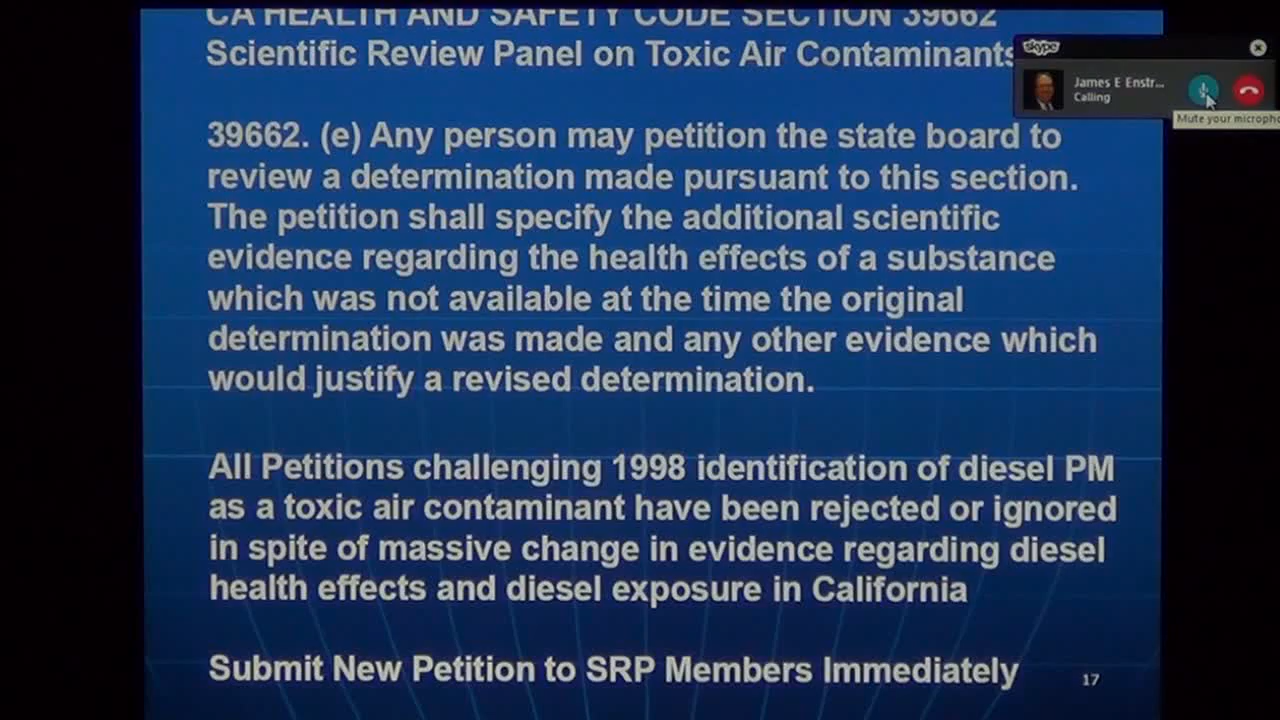 CA HEALTH AND SAFETY CODE SECTION 39662
Scientific Review Panel on Toxic Air Contaminants
skype
James E Enstr...
Calling
Mute your micropho
39662. (e) Any person may petition the state board to
review a determination made pursuant to this section.
The petition shall specify the additional scientific
evidence regarding the health effects of a substance
which was not available at the time the original
determination was made and any other evidence which
would justify a revised determination.
All Petitions challenging 1998 identification of diesel PM
as a toxic air contaminant have been rejected or ignored
in spite of massive change in evidence regarding diesel
health effects and diesel exposure in California
Submit New Petition to SRP Members Immediately
17